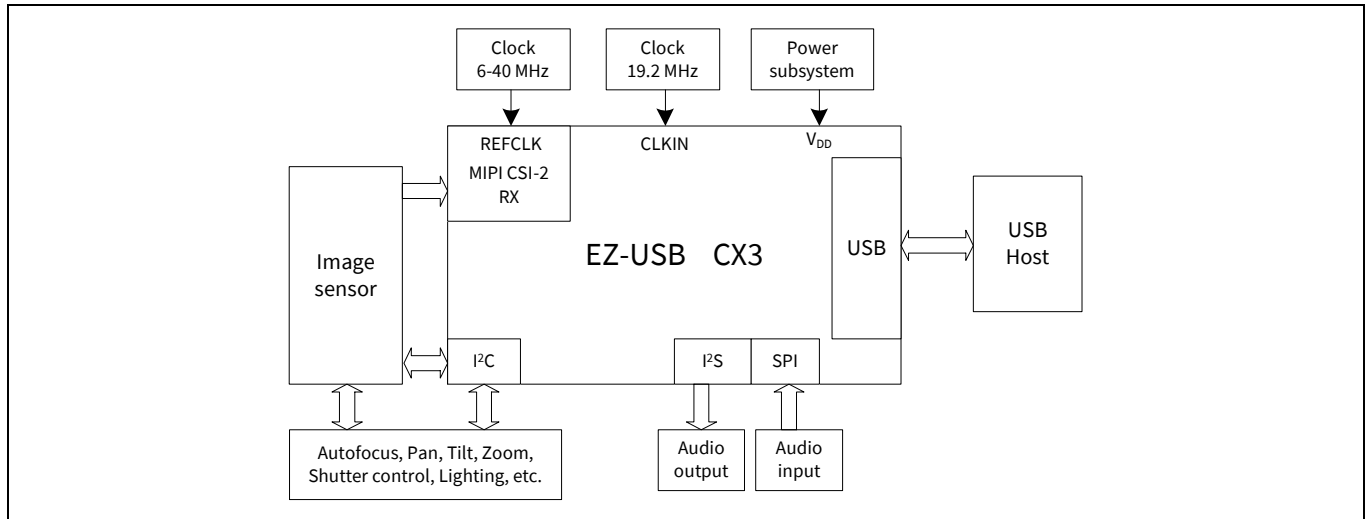 Clock
6-40 MHz
Clock
19.2 MHz
Power
subsystem
REFCLK
CLKIN
V_DD
MIPI CSI-2
RX
Image
sensor
EZ-USB CX3
USB
USB
Host
I²C
I²S
SPI
Autofocus, Pan, Tilt, Zoom,
Shutter control, Lighting, etc.
Audio
output
Audio
input